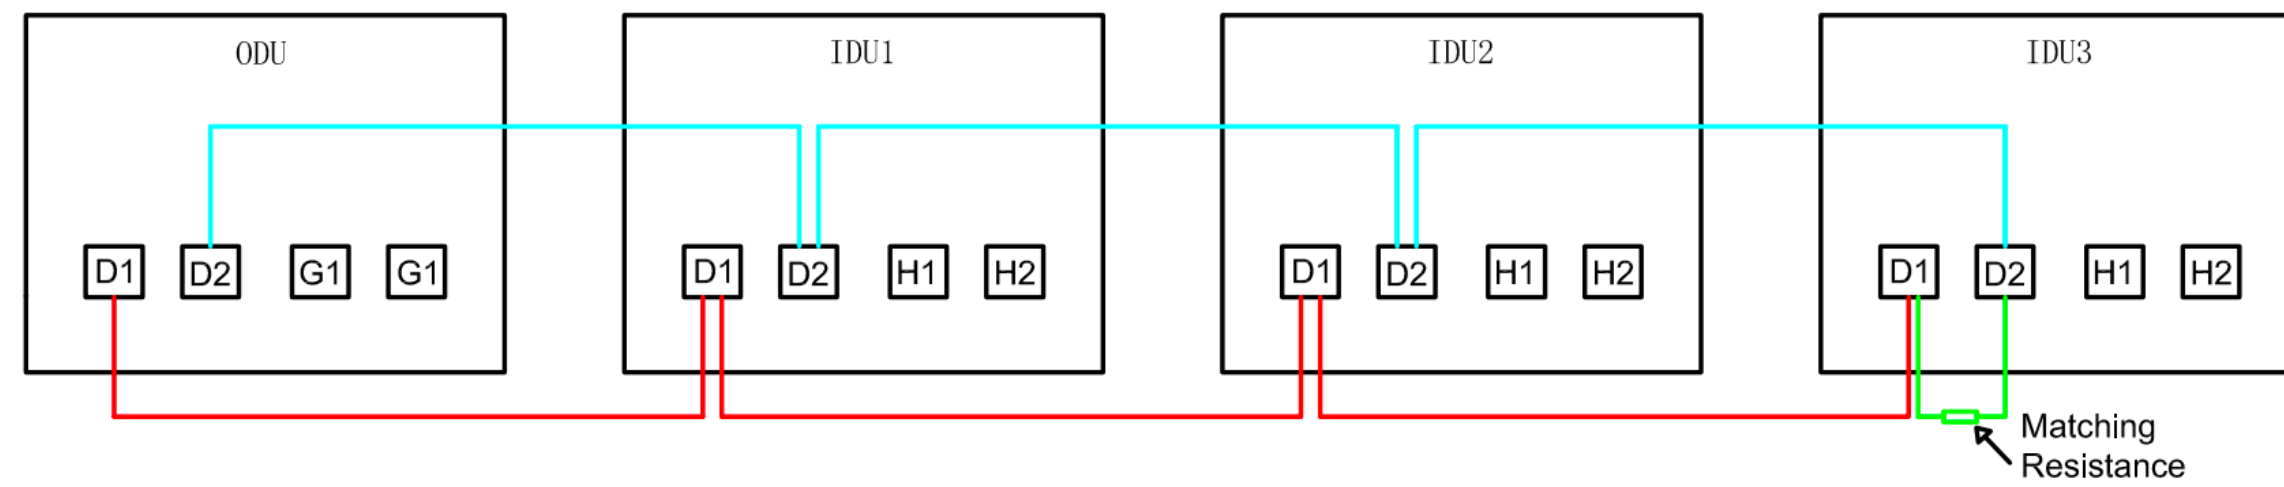 ODU
IDU1
IDU2
IDU3
D1 D2 G1 G1
D1 D2 H1 H2
D1 D2 H1 H2
D1 D2 H1 H2
Matching
Resistance